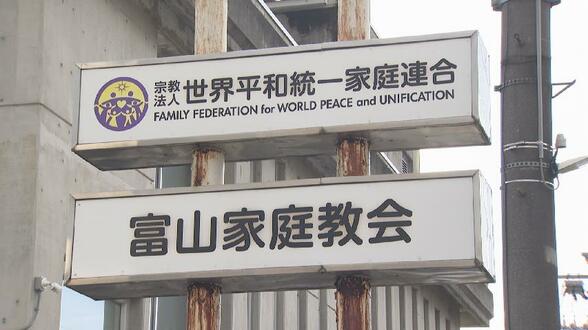 宗教法人 世界平和統一家庭連合
FAMILY FEDERATION for WORLD PEACE and UNIFICATION
富山家庭教会